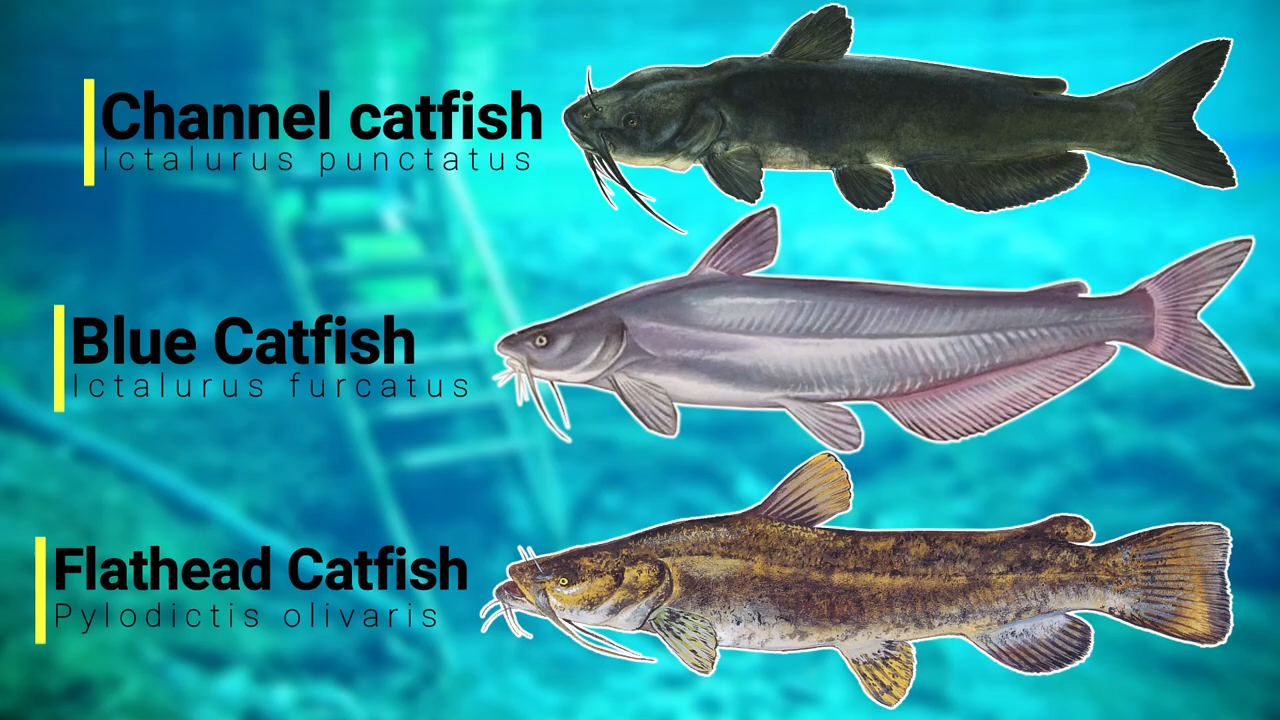 Channel catfish
Ictalurus punctatus
Blue Catfish
Ictalurus furcatus
Flathead Catfish
Pylodictis olivaris